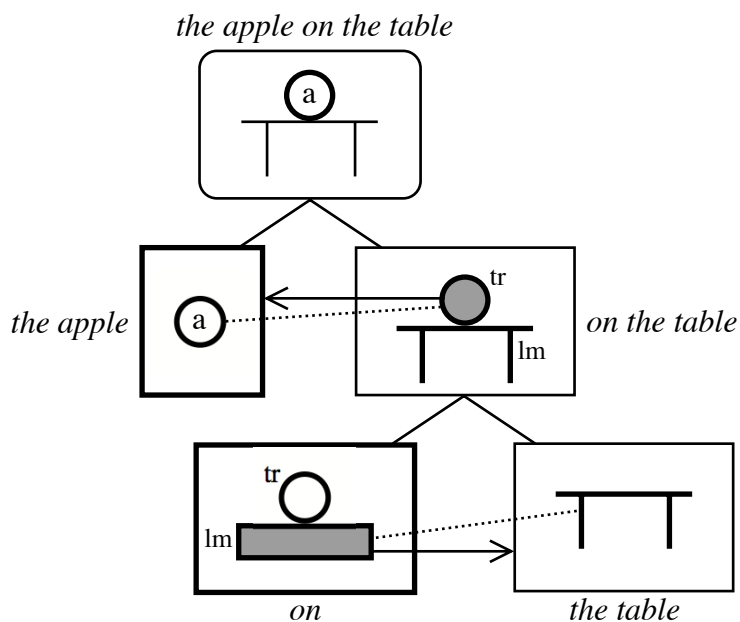 the apple on the table
a
tr
the apple
a
on the table
lm
tr
lm
on
the table